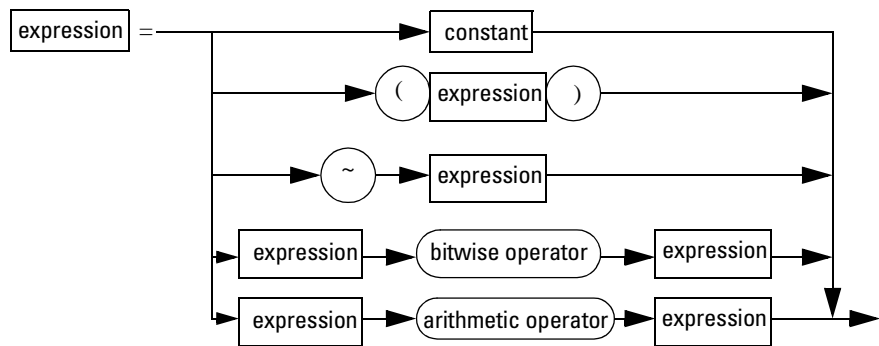 expression = constant
( expression )
~ expression
expression bitwise operator expression
expression arithmetic operator expression